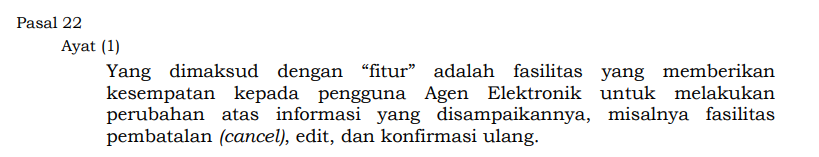 Pasal 22
Ayat (1)
Yang dimaksud dengan “fitur” adalah fasilitas yang memberikan
kesempatan kepada pengguna Agen Elektronik untuk melakukan
perubahan atas informasi yang disampaikannya, misalnya fasilitas
pembatalan (cancel), edit, dan konfirmasi ulang.